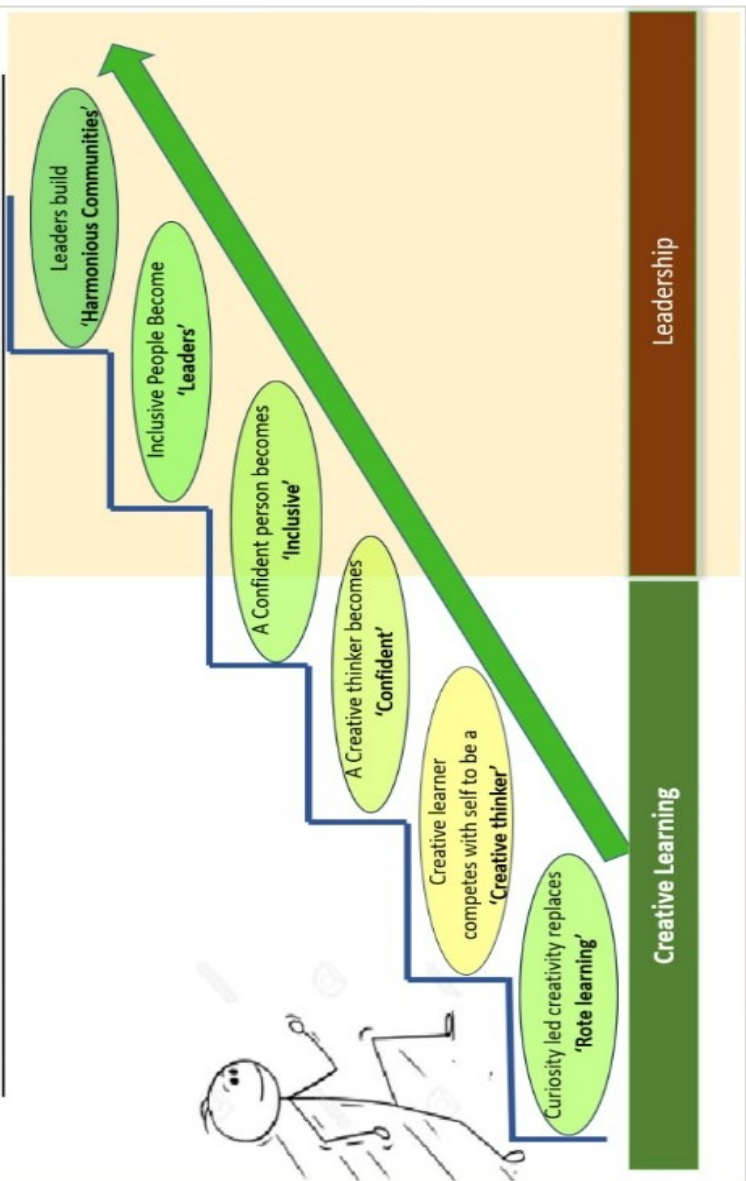 Leaders build
‘Harmonious Communities’
Inclusive People Become
‘Leaders’
A Confident person becomes
‘Inclusive’
A Creative thinker becomes
‘Confident’
Creative learner
competes with self to be a
‘Creative thinker’
Curiosity led creativity replaces
‘Rote learning’
Creative Learning
Leadership